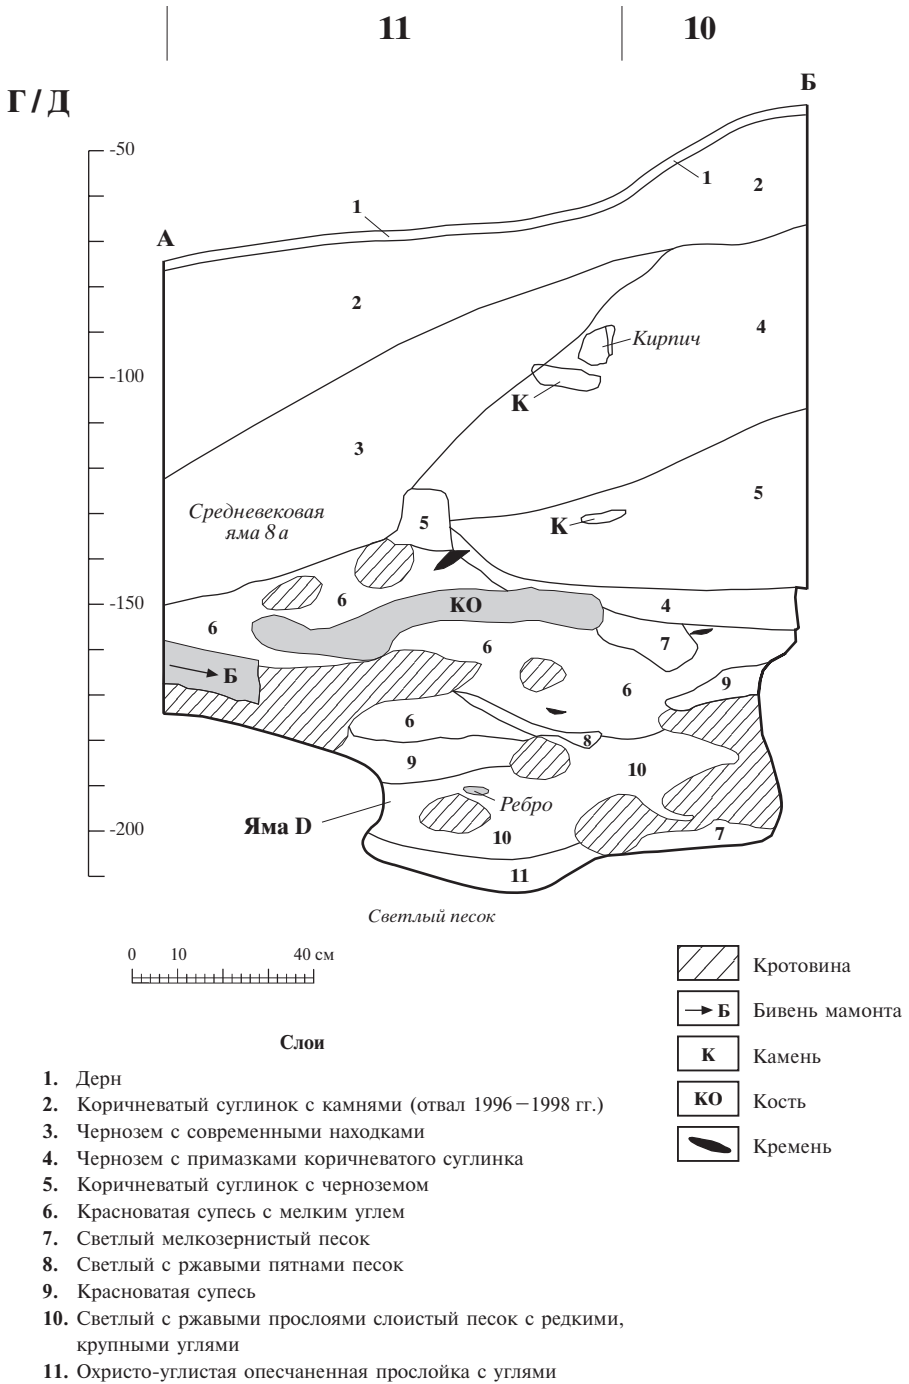 11 10
Б
Г / Д
-50
1
2
1
А
2
4
Кирпич
-100
К
3
5
Средневековая
яма 8 а
5
К
-150
6
КО
4
6
6
7
Б
6
9
6
8
9
10
Ребро
Яма D
-200
10
7
11
Светлый песок
0 10 40 см
Кротовина
Б Бивень мамонта
К Камень
КО Кость
Кремень
Слои
1. Дерн
2. Коричневатый суглинок с камнями (отвал 1996–1998 гг.)
3. Чернозем с современными находками
4. Чернозем с примазками коричневатого суглинка
5. Коричневатый суглинок с черноземом
6. Красноватая супесь с мелким углем
7. Светлый мелкозернистый песок
8. Светлый с ржавыми пятнами песок
9. Красноватая супесь
10. Светлый с ржавыми прослоями слоистый песок с редкими,
крупными углями
11. Охристо-углистая опесчаненная прослойка с углями